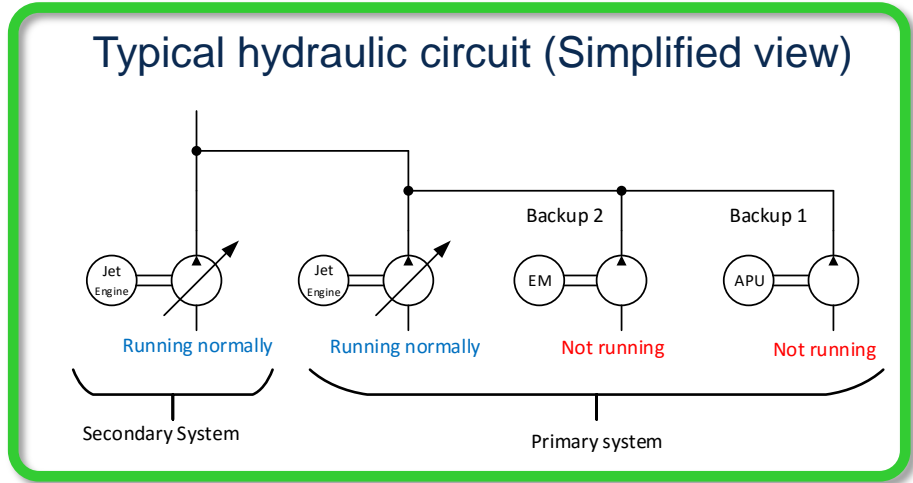 Typical hydraulic circuit (Simplified view)
Backup 2
Backup 1
Jet
Engine
Jet
Engine
EM
APU
Running normally
Running normally
Not running
Not running
Secondary System
Primary system